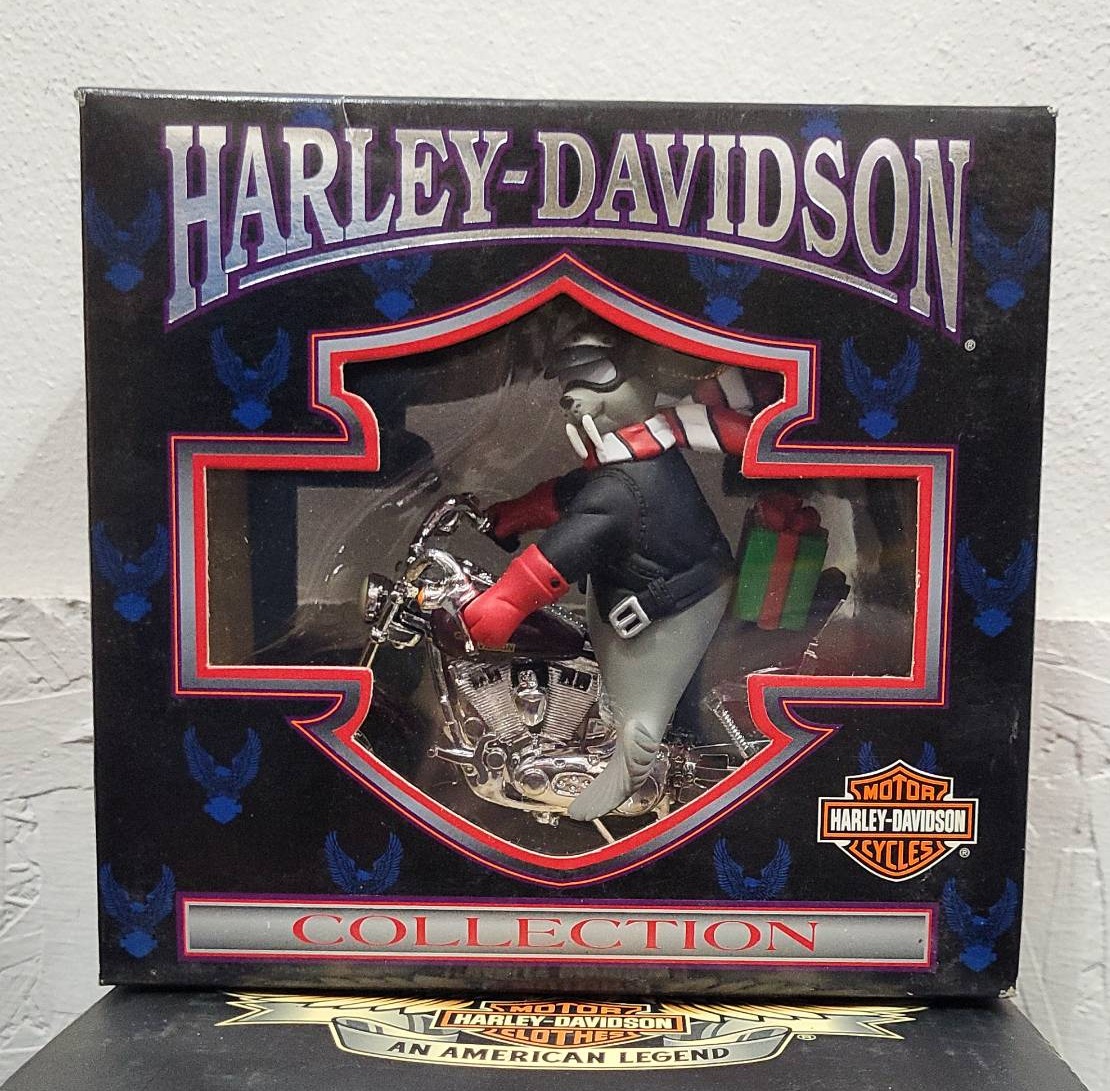 HARLEY-DAVIDSON
®
MOTOR
HARLEY-DAVIDSON
CYCLES
®
COLLECTION
MOTOR
HARLEY-DAVIDSON
CLOTHES
®
AN AMERICAN LEGEND